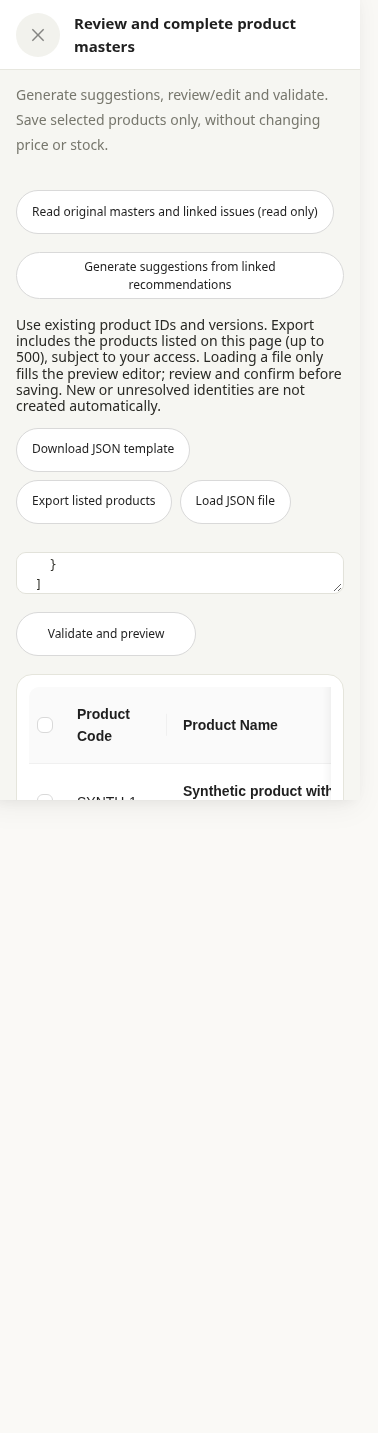 Review and complete product
masters
Generate suggestions, review/edit and validate.
Save selected products only, without changing
price or stock.
Read original masters and linked issues (read only)
Generate suggestions from linked
recommendations
Use existing product IDs and versions. Export
includes the products listed on this page (up to
500), subject to your access. Loading a file only
fills the preview editor; review and confirm before
saving. New or unresolved identities are not
created automatically.
Download JSON template
Export listed products
Load JSON file
}
]
Validate and preview
Product
Code
Product Name
Synthetic product with
SYNTH-1